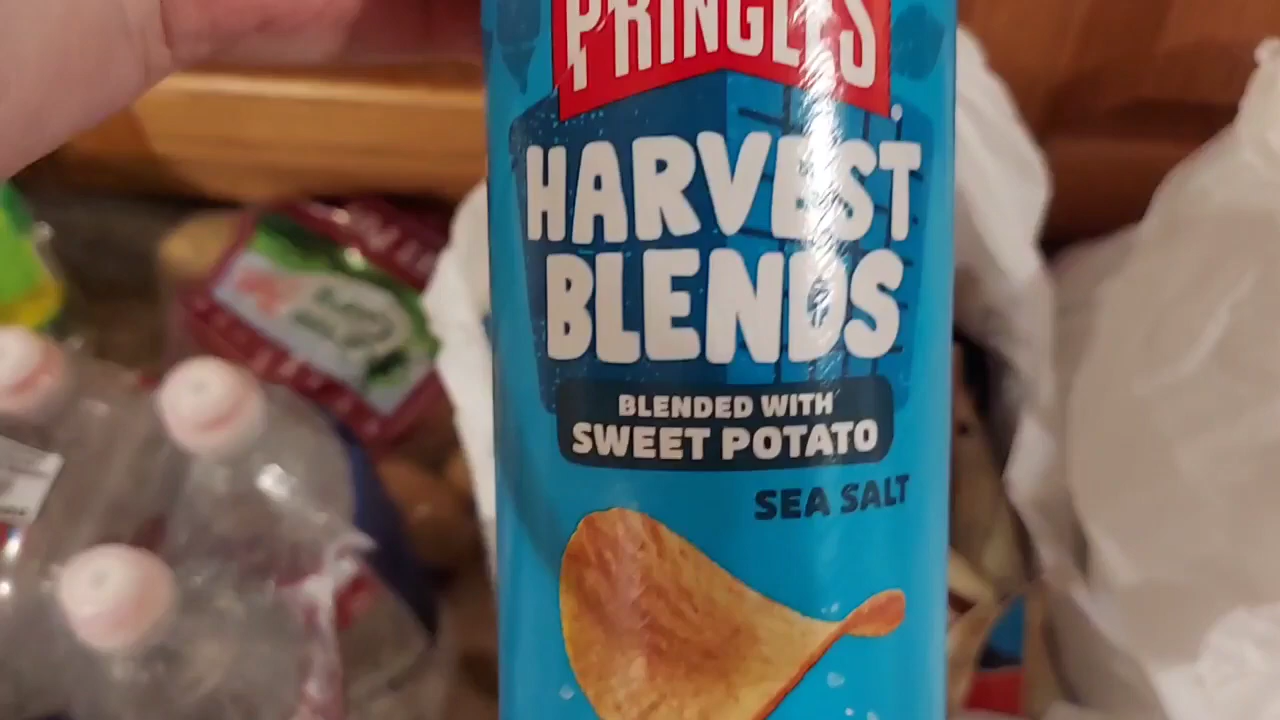 PRINGLES
HARVEST
BLENDS
BLENDED WITH
SWEET POTATO
SEA SALT